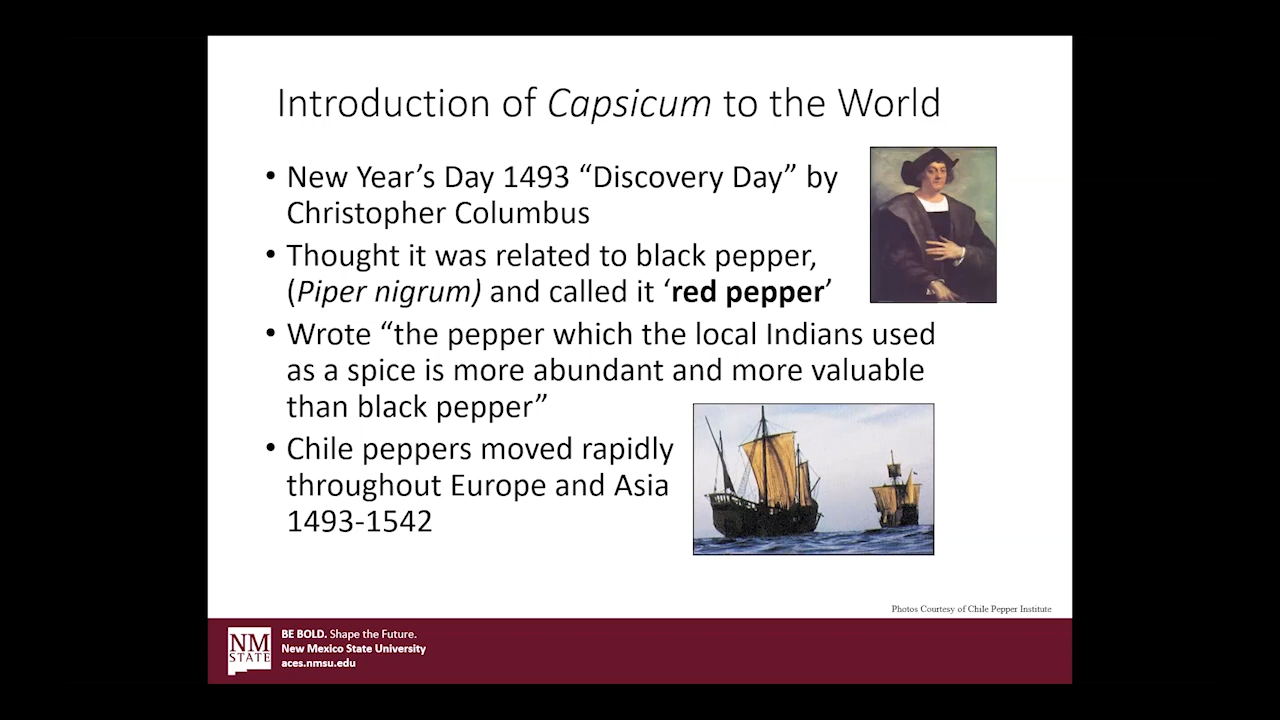 Introduction of Capsicum to the World
• New Year’s Day 1493 “Discovery Day” by
Christopher Columbus
• Thought it was related to black pepper,
(Piper nigrum) and called it ‘red pepper’
• Wrote “the pepper which the local Indians used
as a spice is more abundant and more valuable
than black pepper”
• Chile peppers moved rapidly
throughout Europe and Asia
1493-1542
Photos Courtesy of Chile Pepper Institute
NM
STATE
BE BOLD. Shape the Future.
New Mexico State University
aces.nmsu.edu